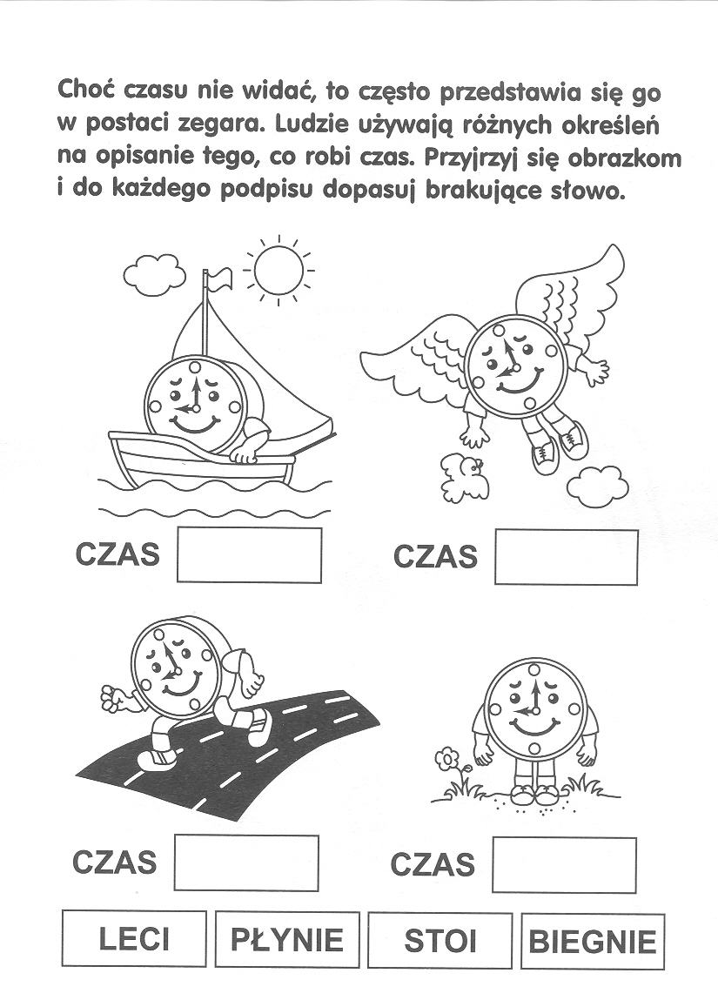 Choć czasu nie widać, to często przedstawia się go
w postaci zegara. Ludzie używają różnych określeń
na opisanie tego, co robi czas. Przyjrzyj się obrazkom
i do każdego podpisu dopasuj brakujące słowo.
CZAS
CZAS
CZAS
CZAS
LECI
PŁYNIE
STOI
BIEGNIE